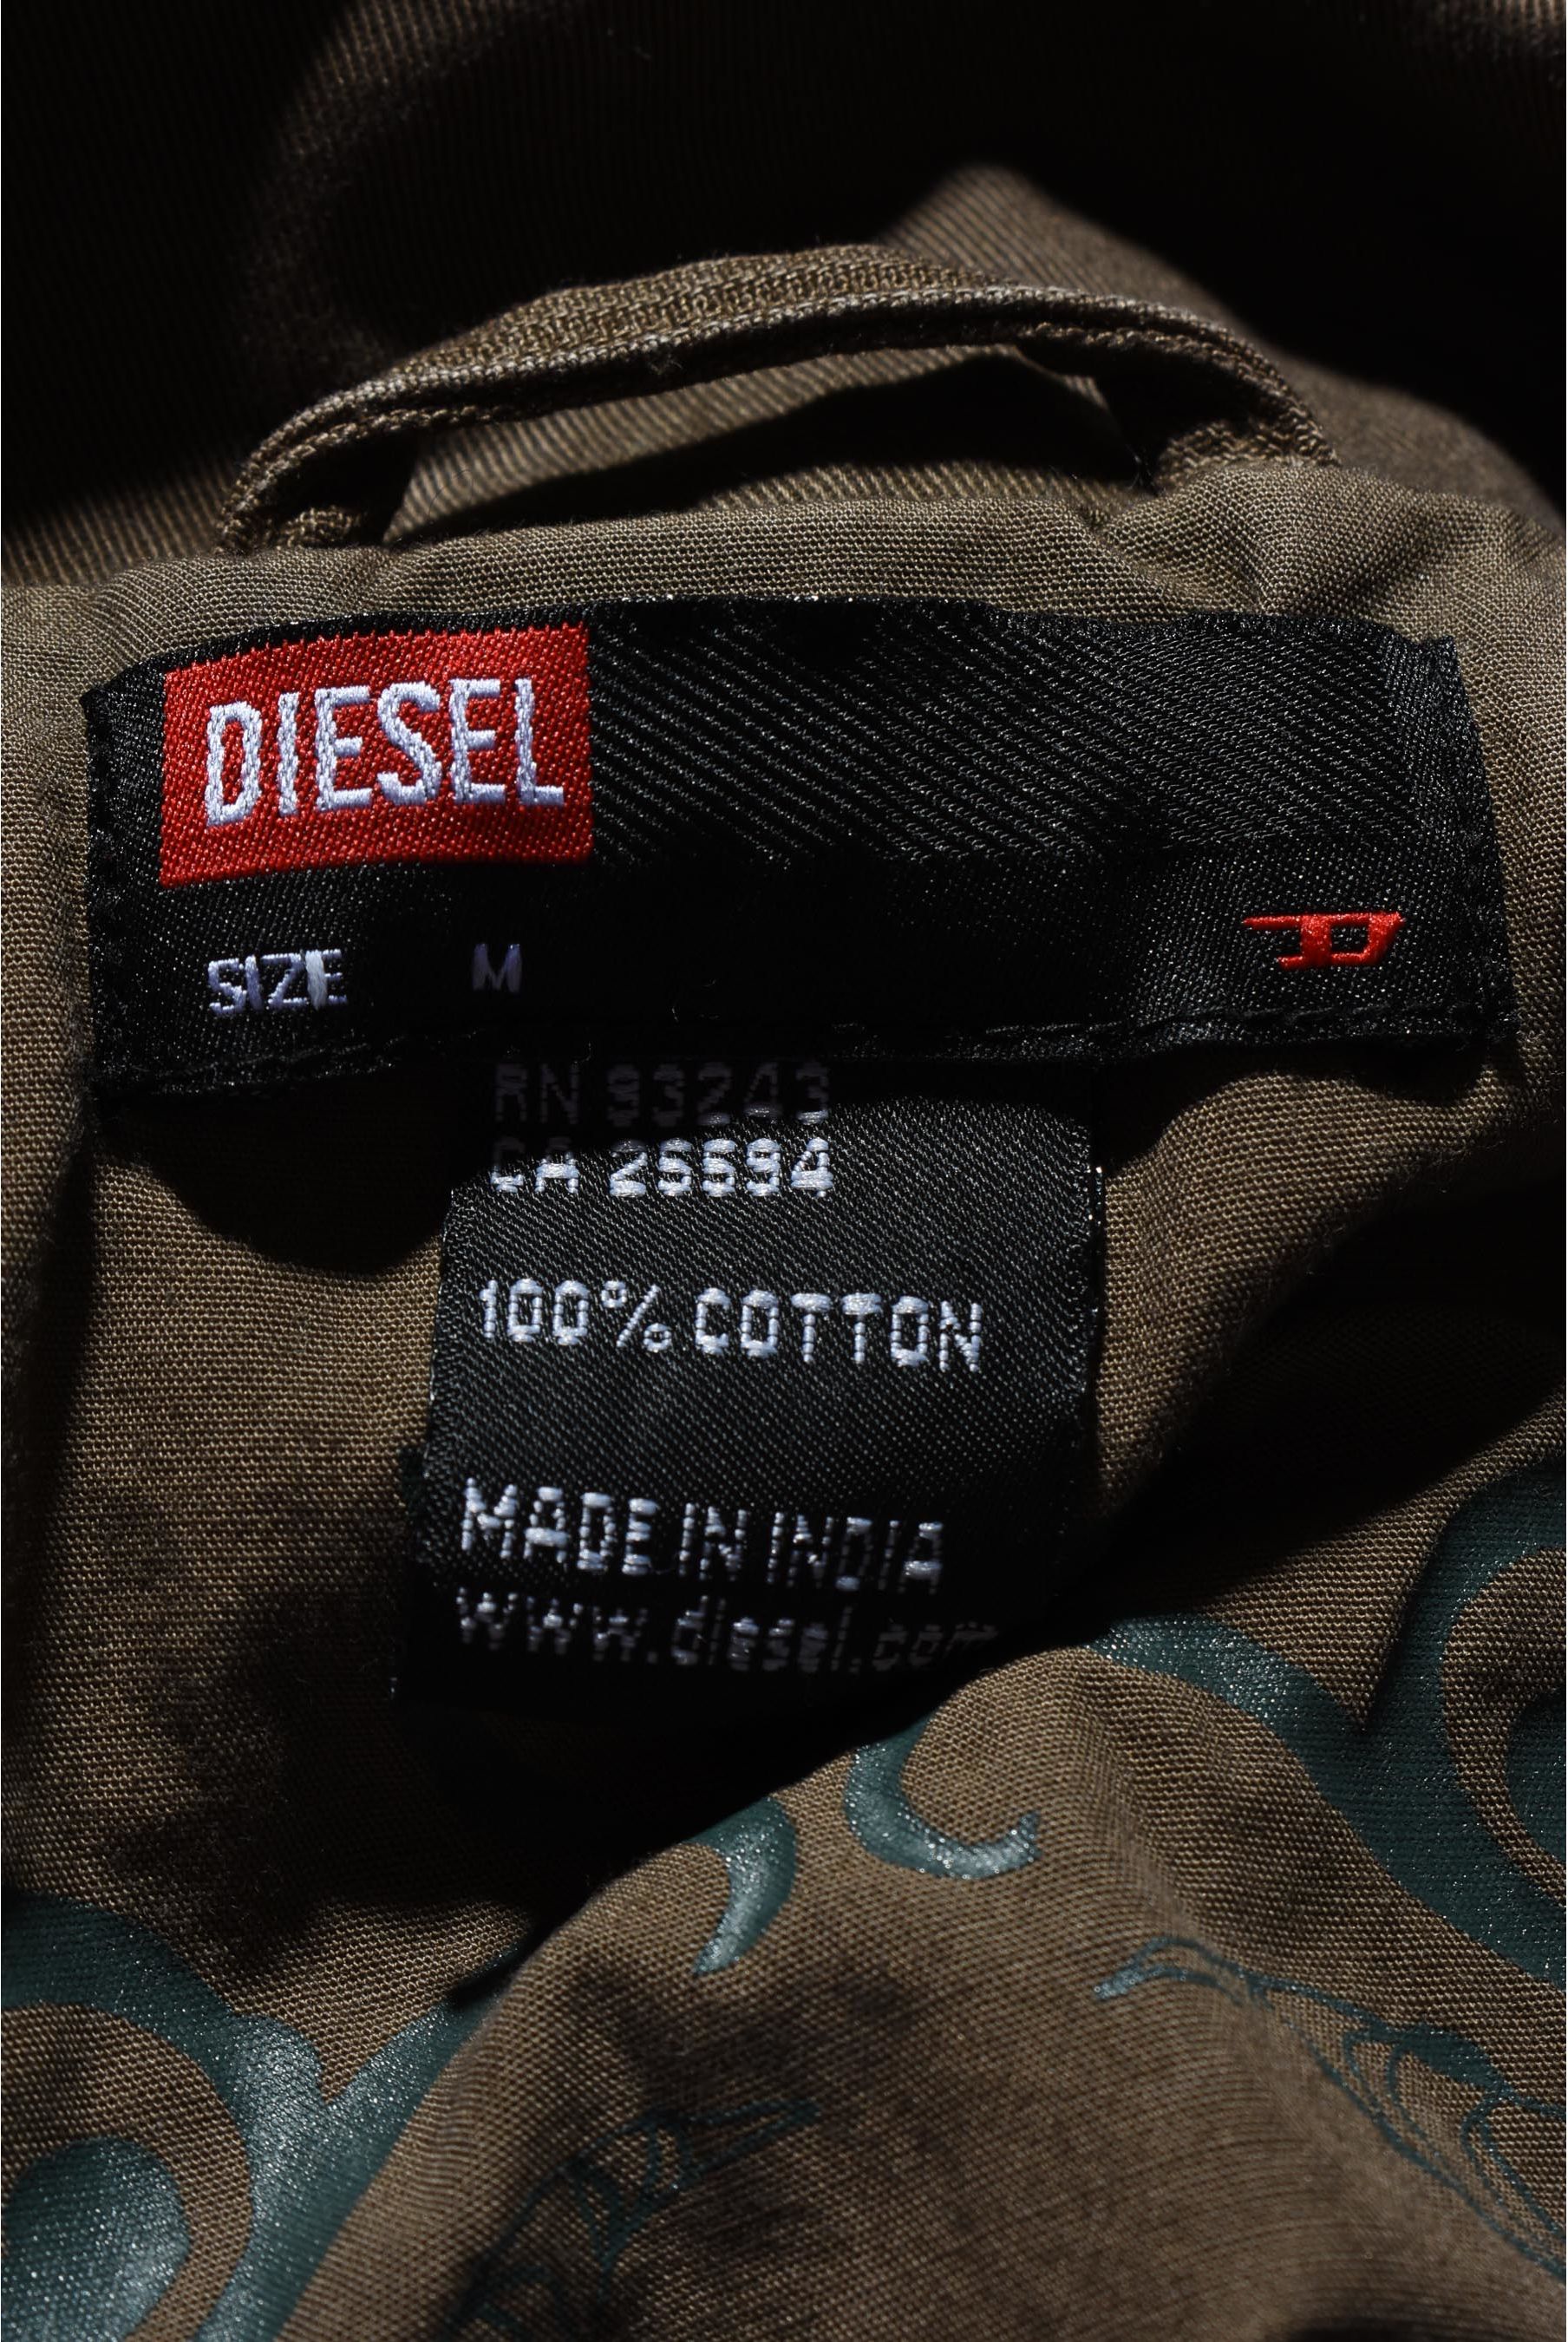 DIESEL
SIZE M
D
RN 93243
CA 25594
100% COTTON
MADE IN INDIA
www.diesel.com